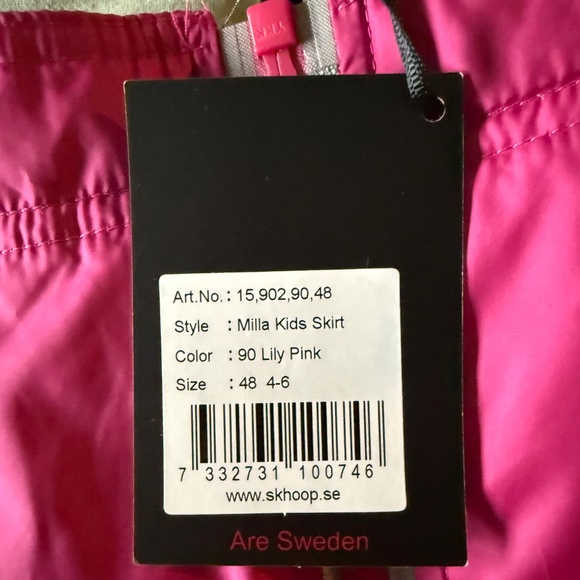 YKK
Art.No. : 15,902,90,48
Style : Milla Kids Skirt
Color : 90 Lily Pink
Size : 48 4-6
7 332731 100746
www.skhoop.se
Are Sweden